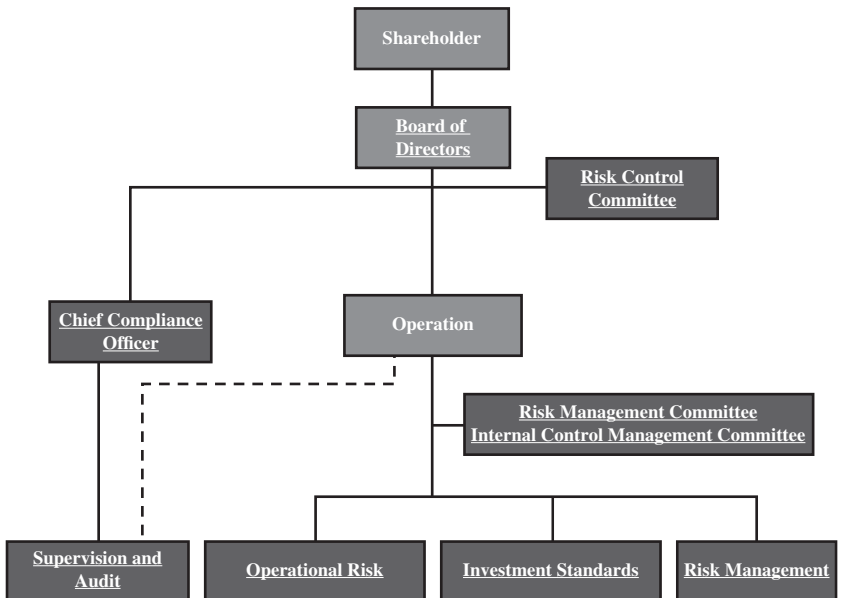 Shareholder
Board of
Directors
Risk Control
Committee
Chief Compliance
Officer
Operation
Risk Management Committee
Internal Control Management Committee
Supervision and
Audit
Operational Risk
Investment Standards
Risk Management